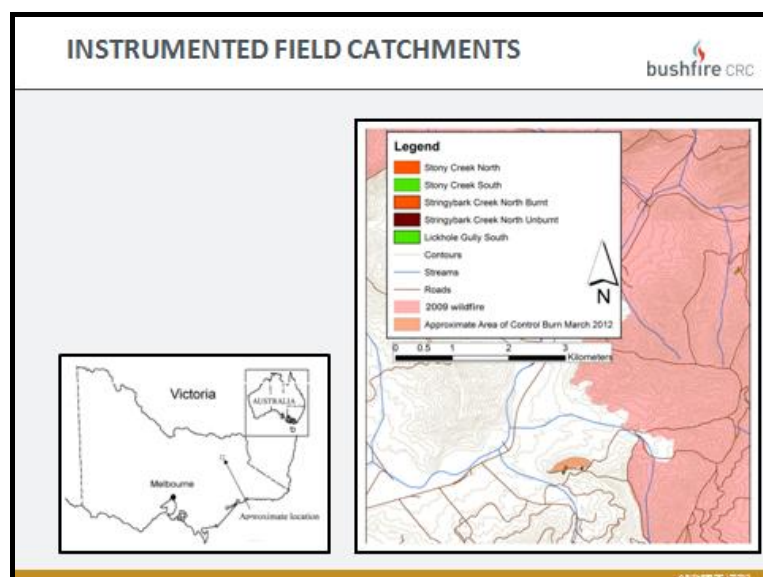 INSTRUMENTED FIELD CATCHMENTS
bushfire CRC
Legend
Stony Creek North
Stony Creek South
Stringybark Creek North Burnt
Stringybark Creek North Unburnt
Lickhole Gully South
Contours
Streams
Roads
2009 wildfire
Approximate Area of Control Burn March 2012
N
0 0.5 1 2 3
Kilometers
Victoria
AUSTRALIA
Melbourne
Approximate location